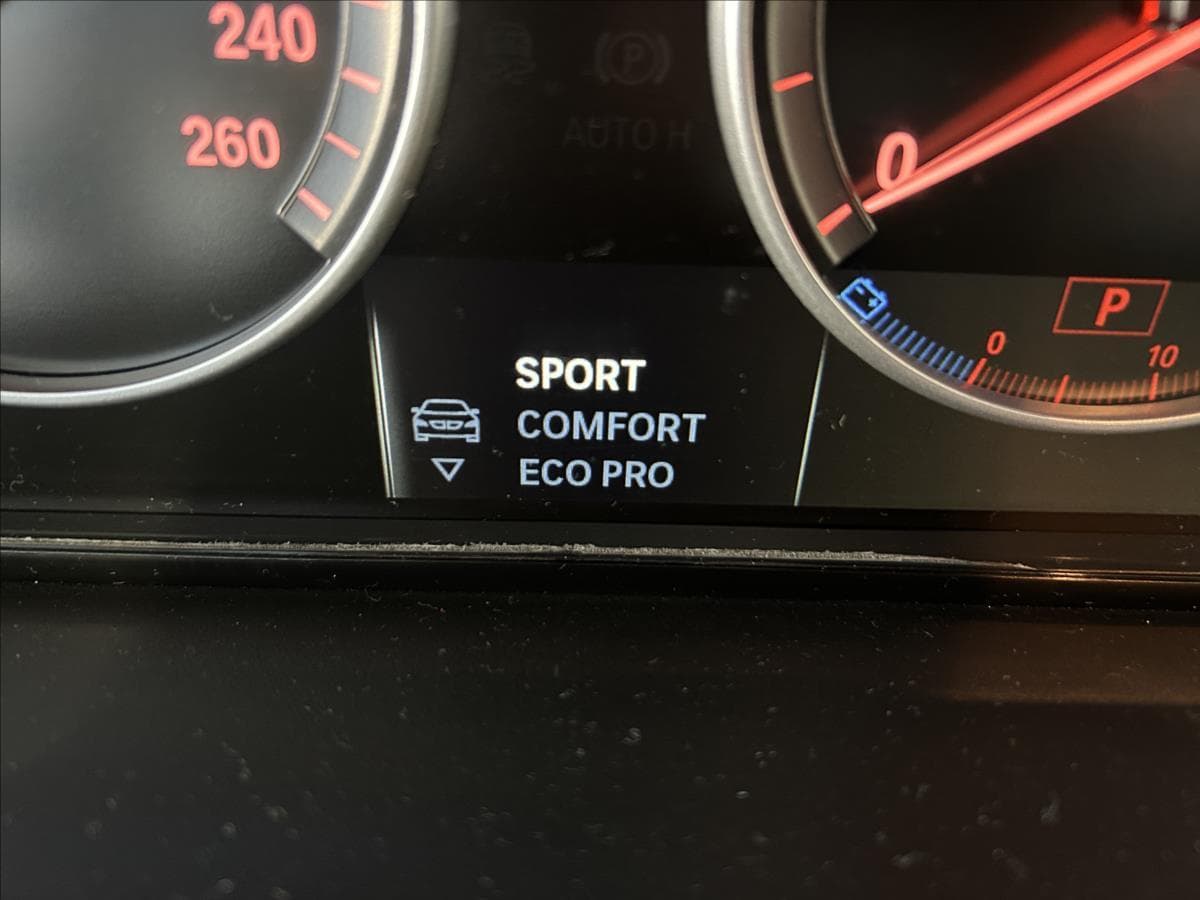 240
260
(P)
AUTO H
0
P
0
10
SPORT
COMFORT
ECO PRO